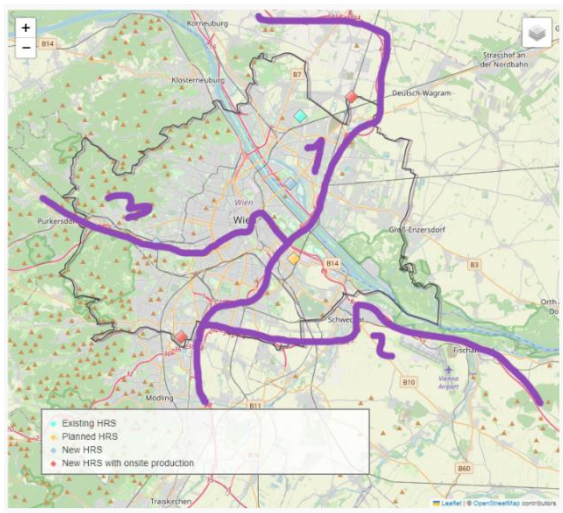 +
−
Korneuburg
B14
Klosterneuburg
B7
Strasshof an
der Nordbahn
Deutsch-Wagram
1
3
Wien
Purkersdorf
Groß-Enzersdorf
B14
B3
Orth a
Schwechat
2
Fischam
Vienna
Airport
B10
Mödling
B11
Existing HRS
Planned HRS
New HRS
New HRS with onsite production
B60
Traiskirchen
Leaflet | © OpenStreetMap contributors